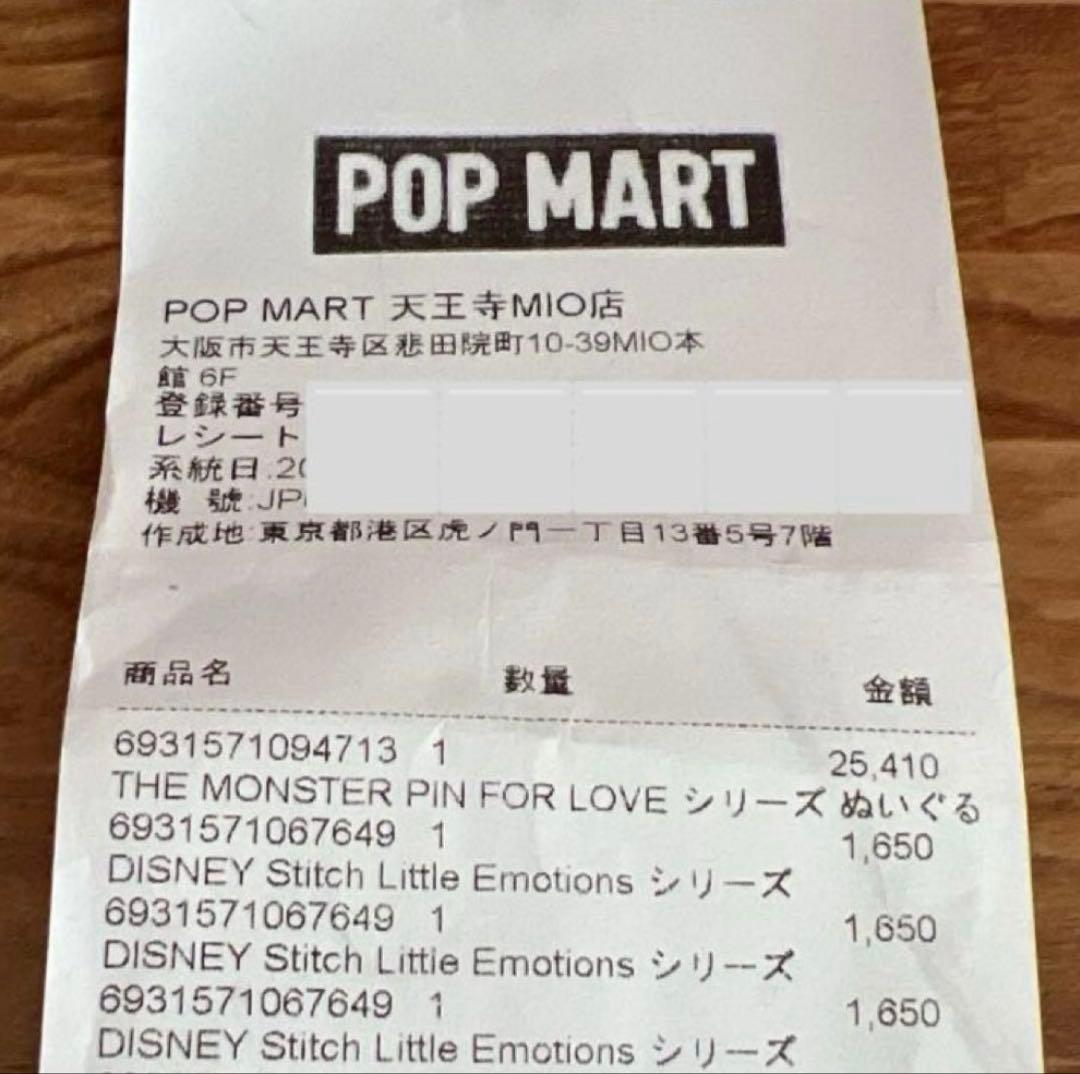 POP MART
POP MART 天王寺MIO店
大阪市天王寺区悲田院町10-39MIO本
館 6F
登録番号
レシート
系統日:20
機 號:JP
作成地:東京都港区虎ノ門一丁目13番5号7階
商品名 數量 金額
6931571094713 1 25,410
THE MONSTER PIN FOR LOVE シリーズ ぬいぐる
6931571067649 1 1,650
DISNEY Stitch Little Emotions シリーズ
6931571067649 1 1,650
DISNEY Stitch Little Emotions シリーズ
6931571067649 1 1,650
DISNEY Stitch Little Emotions シリーズ